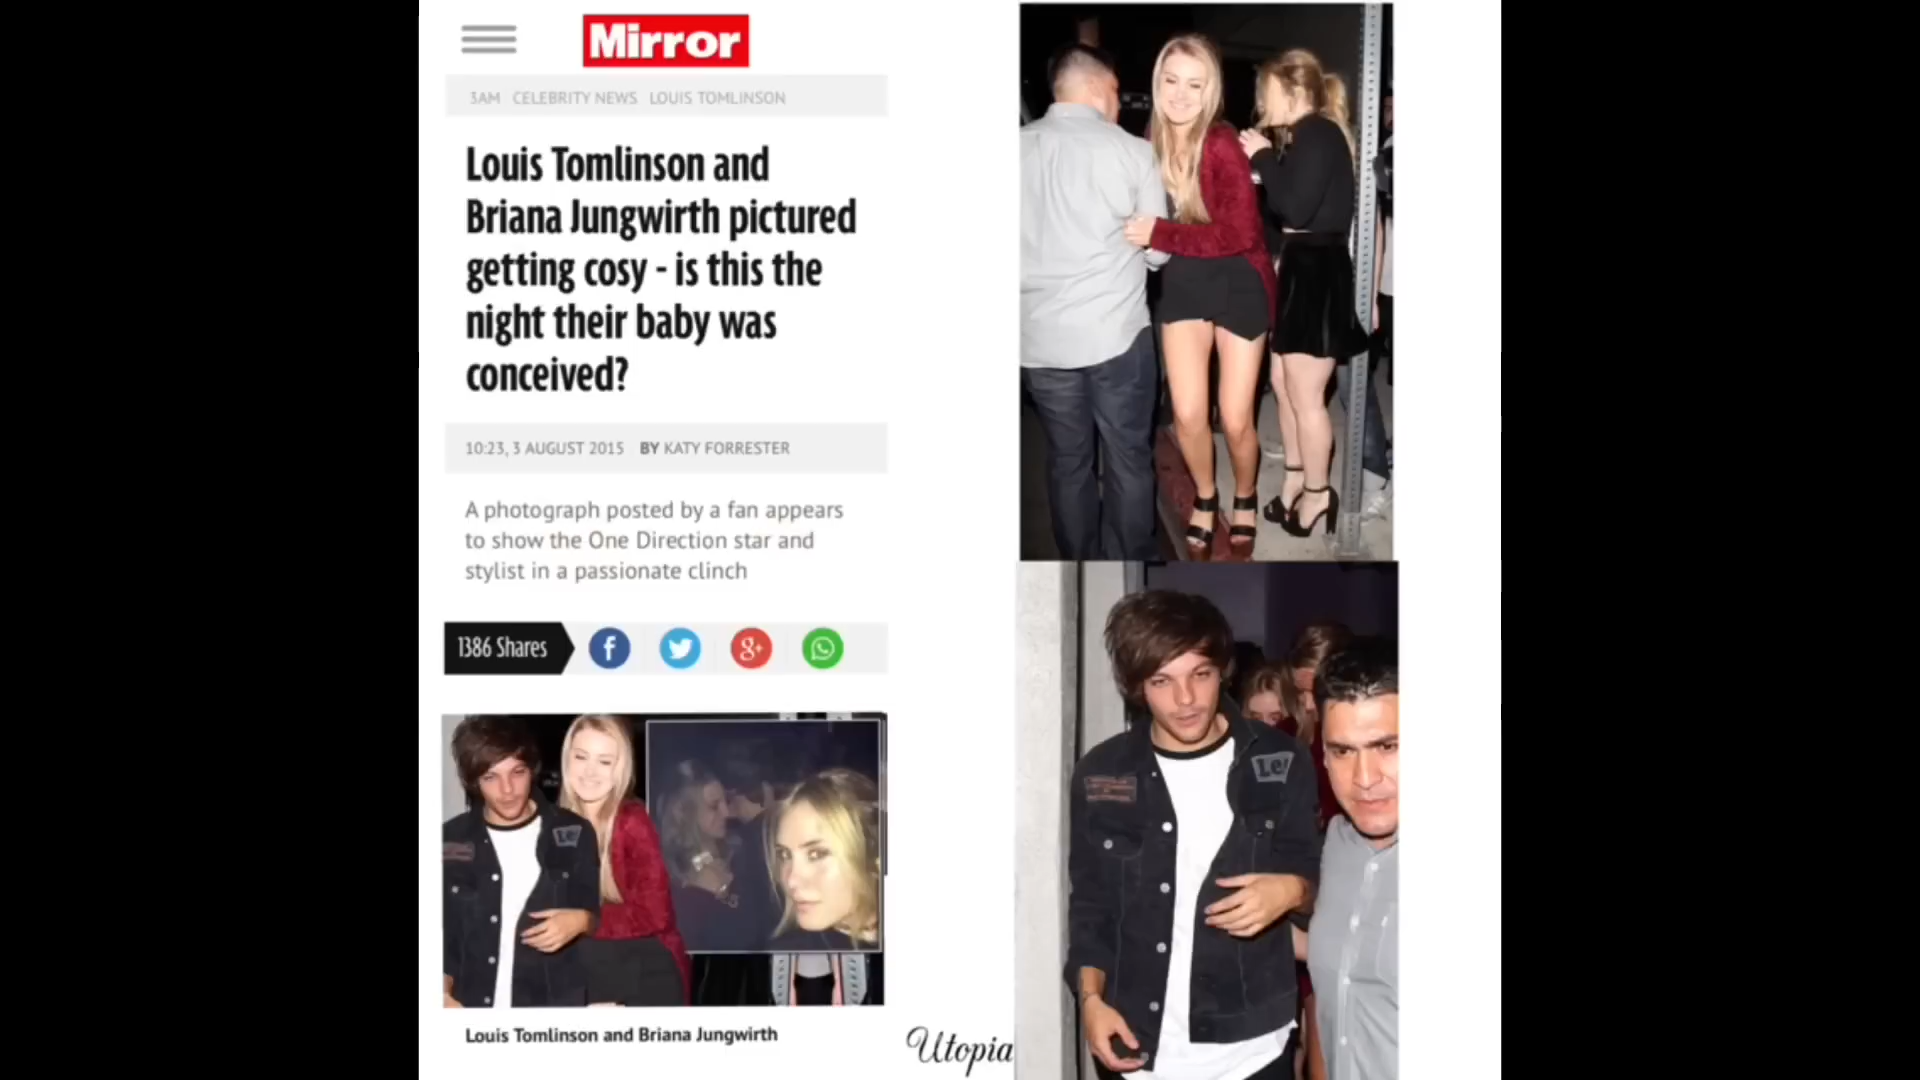 Mirror
3AM CELEBRITY NEWS LOUIS TOMLINSON
Louis Tomlinson and
Briana Jungwirth pictured
getting cosy - is this the
night their baby was
conceived?
10:23, 3 AUGUST 2015 BY KATY FORRESTER
A photograph posted by a fan appears
to show the One Direction star and
stylist in a passionate clinch
1386 Shares
f
g+
Le
Louis Tomlinson and Briana Jungwirth
Utopia
Le